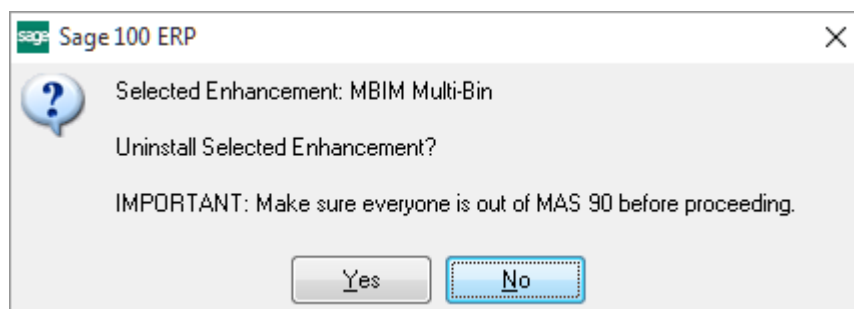 sage Sage 100 ERP
Selected Enhancement: MBIM Multi-Bin
Uninstall Selected Enhancement?
IMPORTANT: Make sure everyone is out of MAS 90 before proceeding.
Yes No